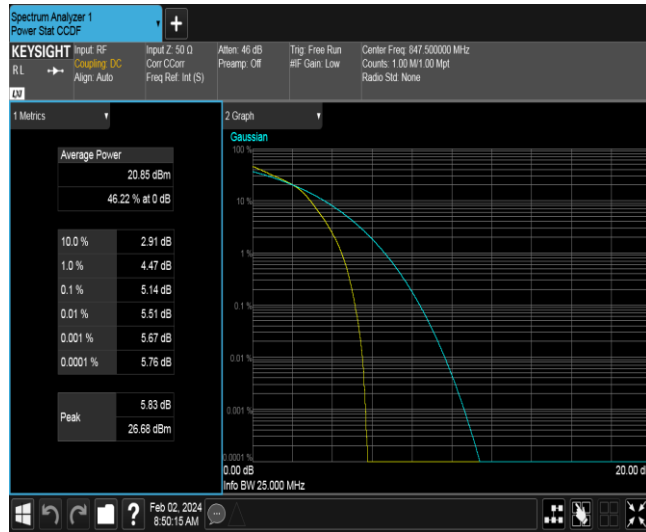 Spectrum Analyzer 1
Power Stat CCDF
+
KEYSIGHT
RL
LXI
Input: RF
Coupling: DC
Align: Auto
Input Z: 50 Ω
Corr CCorr
Freq Ref: Int (S)
Atten: 46 dB
Preamp: Off
Trig: Free Run
#IF Gain: Low
Center Freq: 847.500000 MHz
Counts: 1.00 M/1.00 Mpt
Radio Std: None
1 Metrics
Average Power
20.85 dBm
46.22 % at 0 dB
10.0 % 2.91 dB
1.0 % 4.47 dB
0.1 % 5.14 dB
0.01 % 5.51 dB
0.001 % 5.67 dB
0.0001 % 5.76 dB
Peak
5.83 dB
26.68 dBm
2 Graph
Gaussian
100 %
10 %
1 %
0.1 %
0.01 %
0.001 %
0.0001 %
0.00 dB
20.00 d
Info BW 25.000 MHz
?
Feb 02, 2024
8:50:15 AM